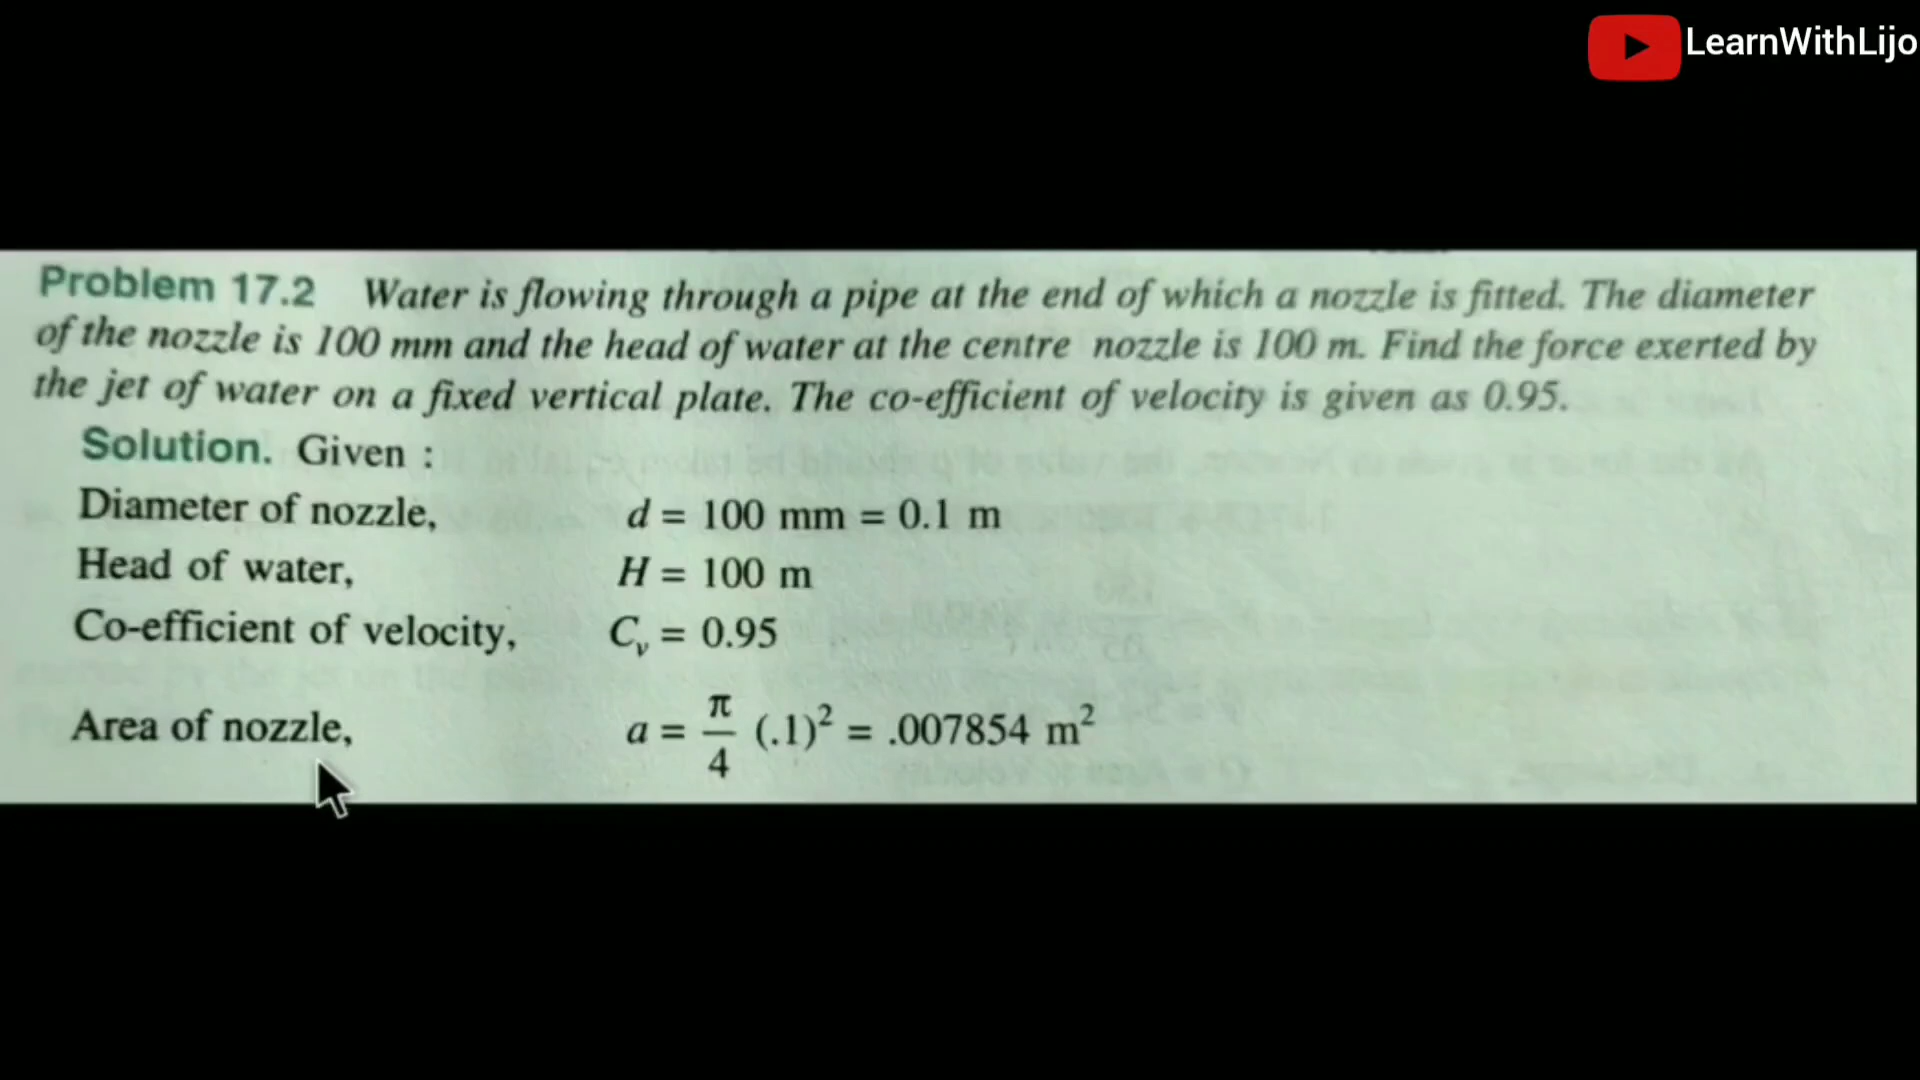 LearnWithLijo
Problem 17.2 Water is flowing through a pipe at the end of which a nozzle is fitted. The diameter
of the nozzle is 100 mm and the head of water at the centre nozzle is 100 m. Find the force exerted by
the jet of water on a fixed vertical plate. The co-efficient of velocity is given as 0.95.
Solution. Given :
Diameter of nozzle, d = 100 mm = 0.1 m
Head of water, H = 100 m
Co-efficient of velocity, Cᵥ = 0.95
Area of nozzle, a = π/4 (.1)² = .007854 m²